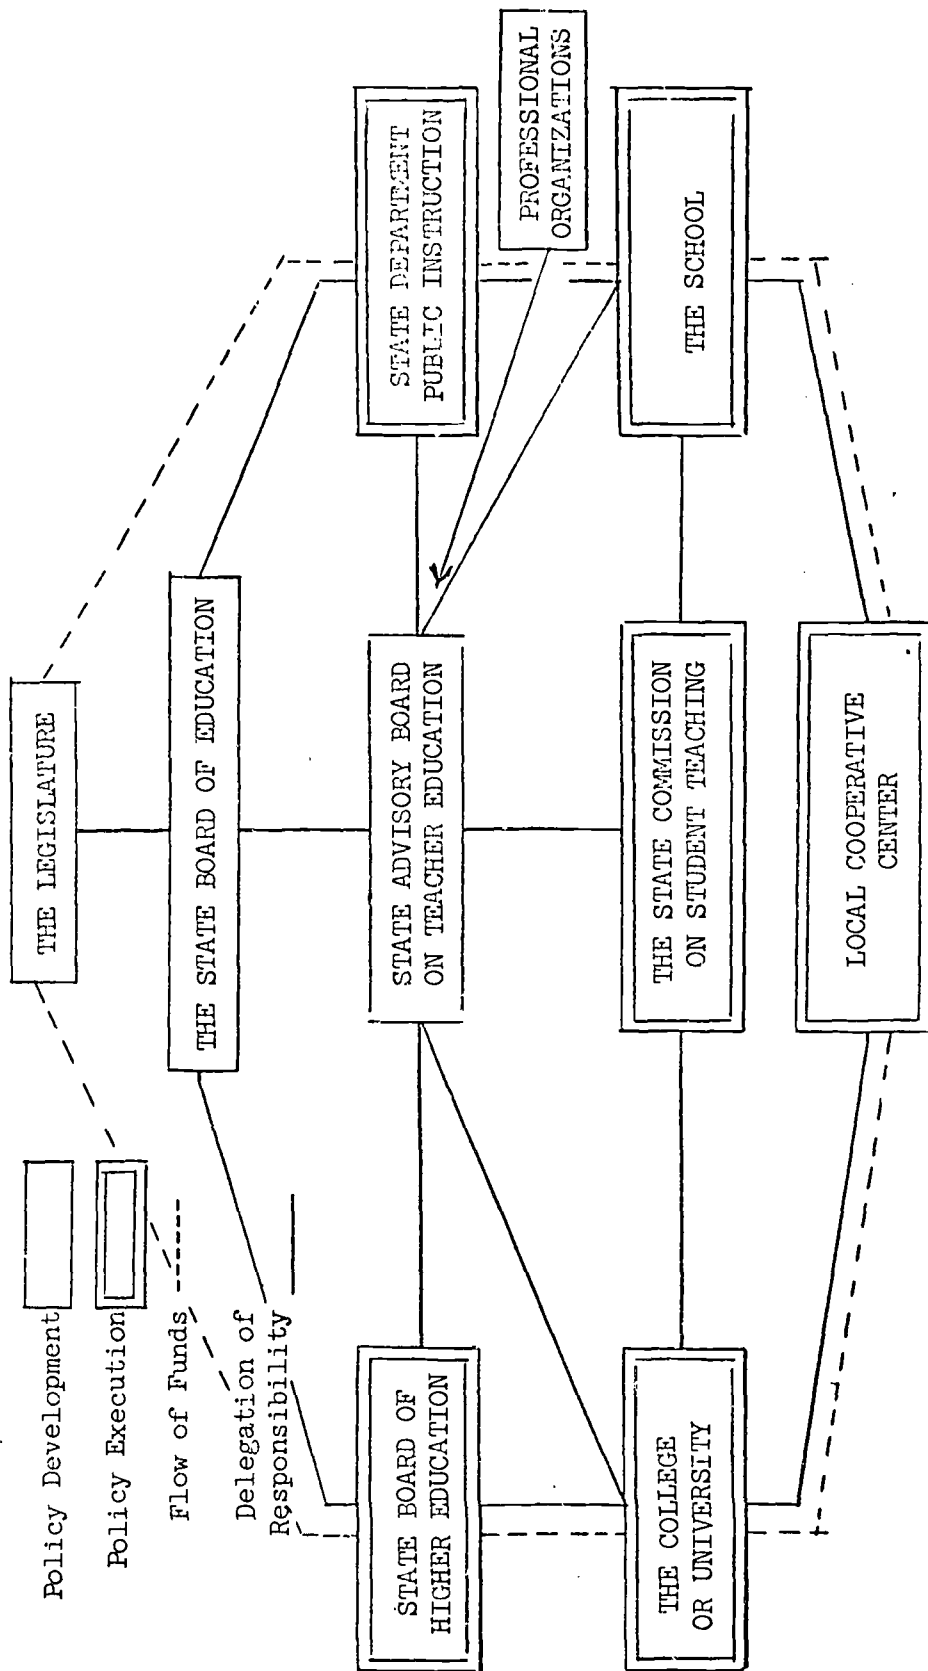 Policy Development
Policy Execution
Flow of Funds
Delegation of
Responsibility
THE LEGISLATURE
THE STATE BOARD OF EDUCATION
STATE BOARD OF
HIGHER EDUCATION
STATE ADVISORY BOARD
ON TEACHER EDUCATION
STATE DEPARTMENT
PUBLIC INSTRUCTION
PROFESSIONAL
ORGANIZATIONS
THE COLLEGE
OR UNIVERSITY
THE STATE COMMISSION
ON STUDENT TEACHING
THE SCHOOL
LOCAL COOPERATIVE
CENTER